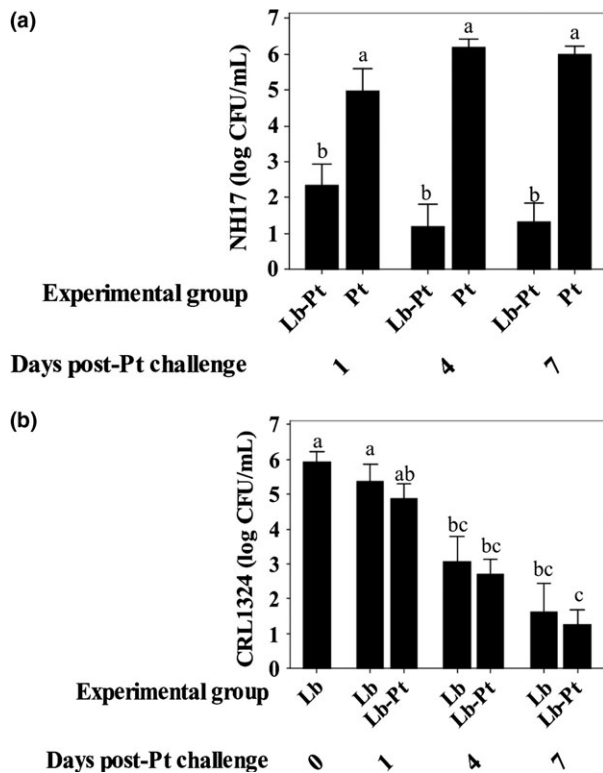 (a)
NH17 (log CFU/mL)
7
6
5
4
3
2
1
0
b a b a b a
Experimental group Lb-Pt Pt Lb-Pt Pt Lb-Pt Pt
Days post-Pt challenge 1 4 7
(b)
CRL1324 (log CFU/mL)
7
6
5
4
3
2
1
0
a a ab bc bc bc c
Experimental group Lb Lb Lb-Pt Lb Lb-Pt Lb Lb-Pt
Days post-Pt challenge 0 1 4 7